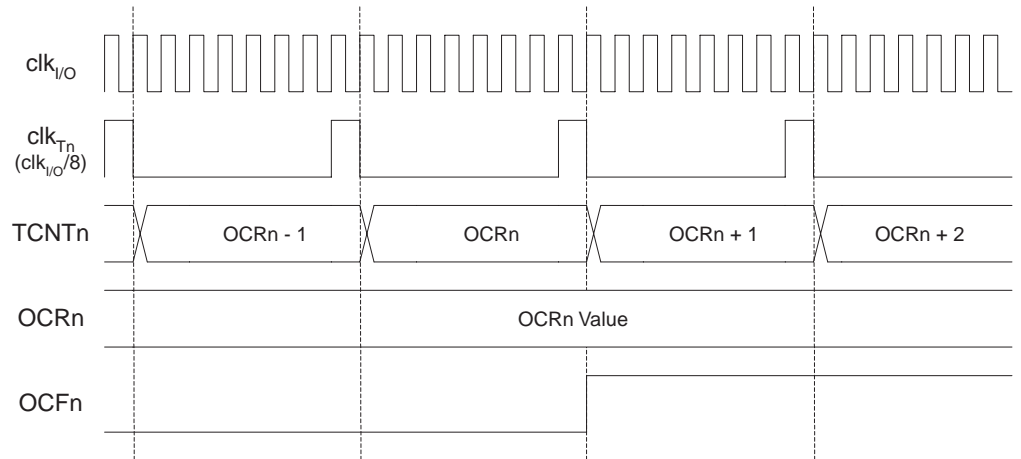 clkI/O
clkTn
(clkI/O/8)
TCNTn
OCRn - 1
OCRn
OCRn + 1
OCRn + 2
OCRn
OCRn Value
OCFn